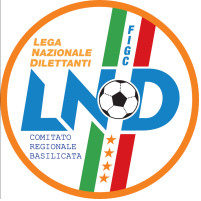 LEGA
NAZIONALE
DILETTANTI
FIGC
LND
COMITATO
REGIONALE
BASILICATA